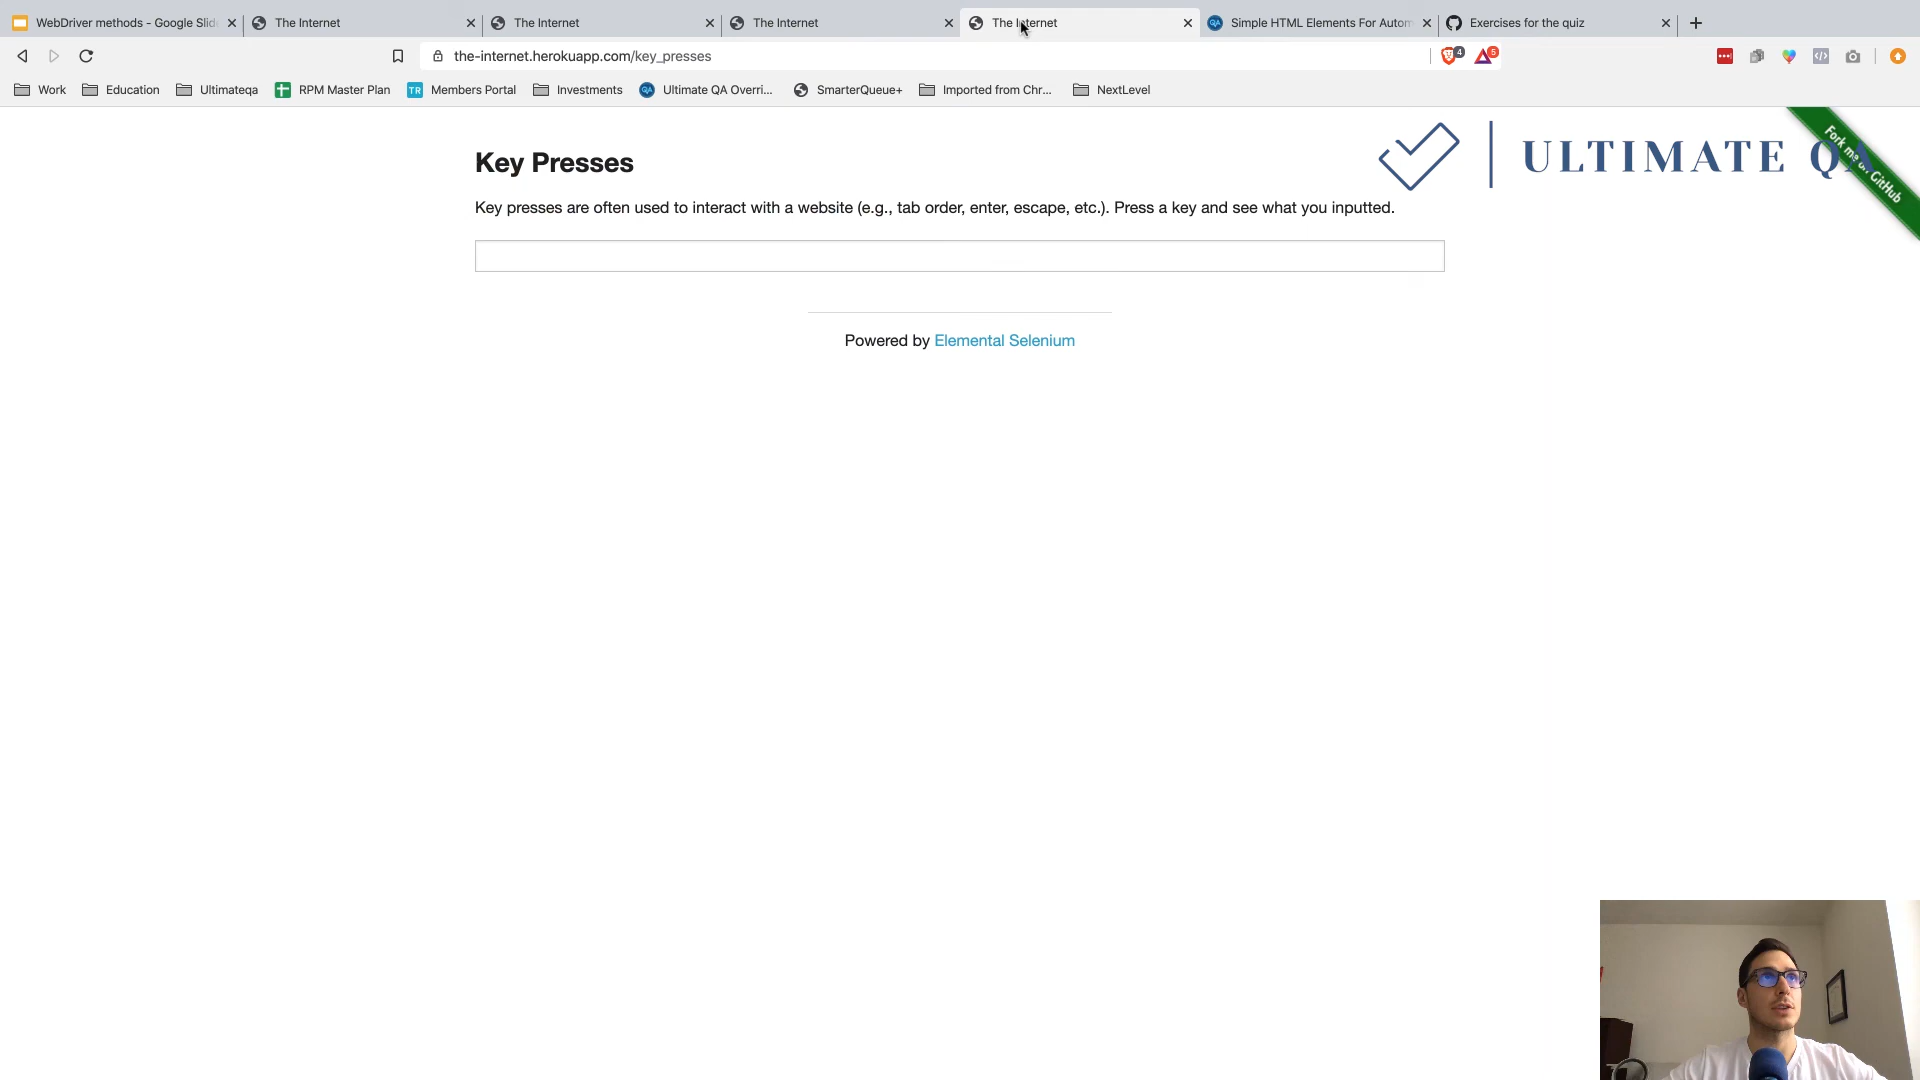 WebDriver methods - Google Slid
The Internet
The Internet
The Internet
The Internet
Simple HTML Elements For Autom
Exercises for the quiz
the-internet.herokuapp.com/key_presses
4
5
Work
Education
Ultimateqa
RPM Master Plan
TR
Members Portal
Investments
QA
Ultimate QA Overri...
SmarterQueue+
Imported from Chr...
NextLevel
ULTIMATE QA
Fork me on GitHub
Key Presses
Key presses are often used to interact with a website (e.g., tab order, enter, escape, etc.). Press a key and see what you inputted.
Powered by Elemental Selenium